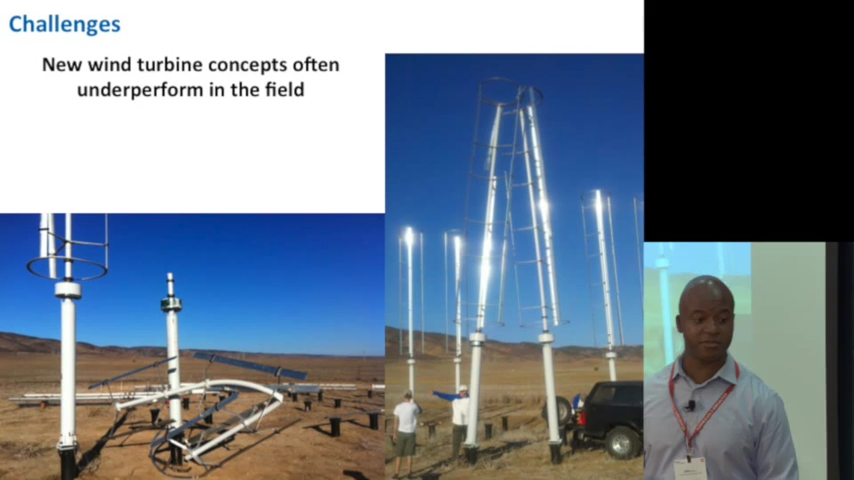 Challenges
New wind turbine concepts often
underperform in the field